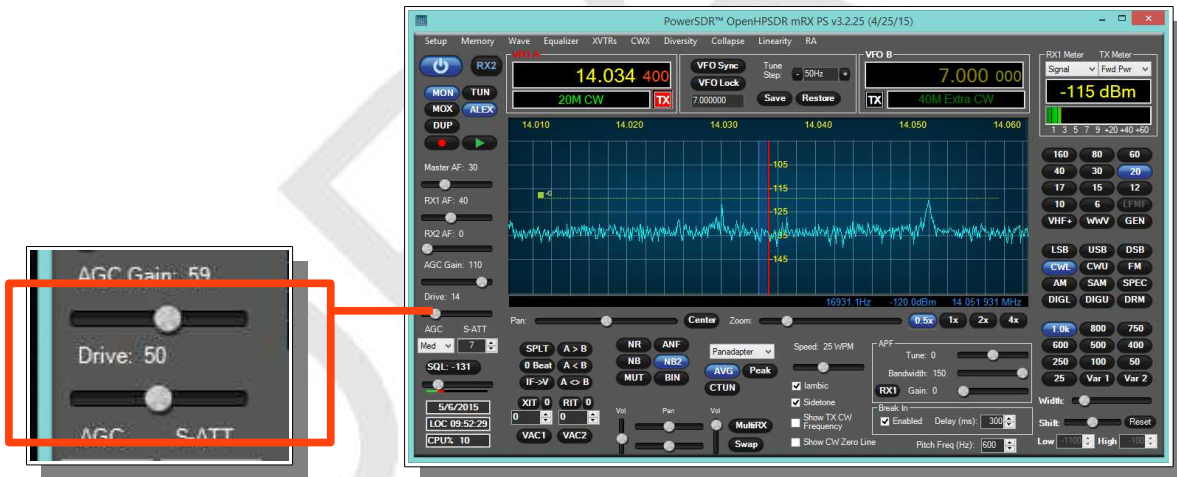 PowerSDR™ OpenHPSDR mRX PS v3.2.25 (4/25/15)
Setup Memory Wave Equalizer XVTRs CWX Diversity Collapse Linearity RA
RX2
MON TUN
MOX ALEX
DUP
Master AF: 30
RX1 AF: 40
RX2 AF: 0
AGC Gain: 110
Drive: 14
AGC S-ATT
Med 7
SQL: -131
5/6/2015
LOC 09:52:29
CPU% 10
VFO A
14.034 400
20M CW TX
VFO Sync Tune
Step: - 50Hz +
VFO Lock
7.000000 Save Restore
VFO B
7.000 000
TX 40M Extra CW
RX1 Meter TX Meter
Signal Fwd Pwr
-115 dBm
1 3 5 7 9 +20 +40 +60
14.010 14.020 14.030 14.040 14.050 14.060
-105
-115
-G
-125
-135
-145
16931.1Hz -120.0dBm 14.051 931 MHz
Pan: Center Zoom: 0.5x 1x 2x 4x
160 80 60
40 30 20
17 15 12
10 6 LFMF
VHF+ WWV GEN
LSB USB DSB
CWL CWU FM
AM SAM SPEC
DIGL DIGU DRM
1.0k 800 750
600 500 400
250 100 50
25 Var 1 Var 2
Width:
Shift: Reset
Low -1100 High -100
SPLT A > B
0 Beat A < B
IF->V A <> B
XIT 0 RIT 0
0 0
VAC1 VAC2
NR ANF
NB NB2
MUT BIN
Panadapter
AVG Peak
CTUN
Vol Pan Vol
MultiRX
Swap
Speed: 25 WPM
Iambic
Sidetone
Show TX CW
Frequency
Show CW Zero Line
APF
Tune: 0
Bandwidth: 150
RX1 Gain: 0
Break In
Enabled Delay (ms): 300
Pitch Freq (Hz): 600
AGC Gain: 59
Drive: 50
AGC S-ATT